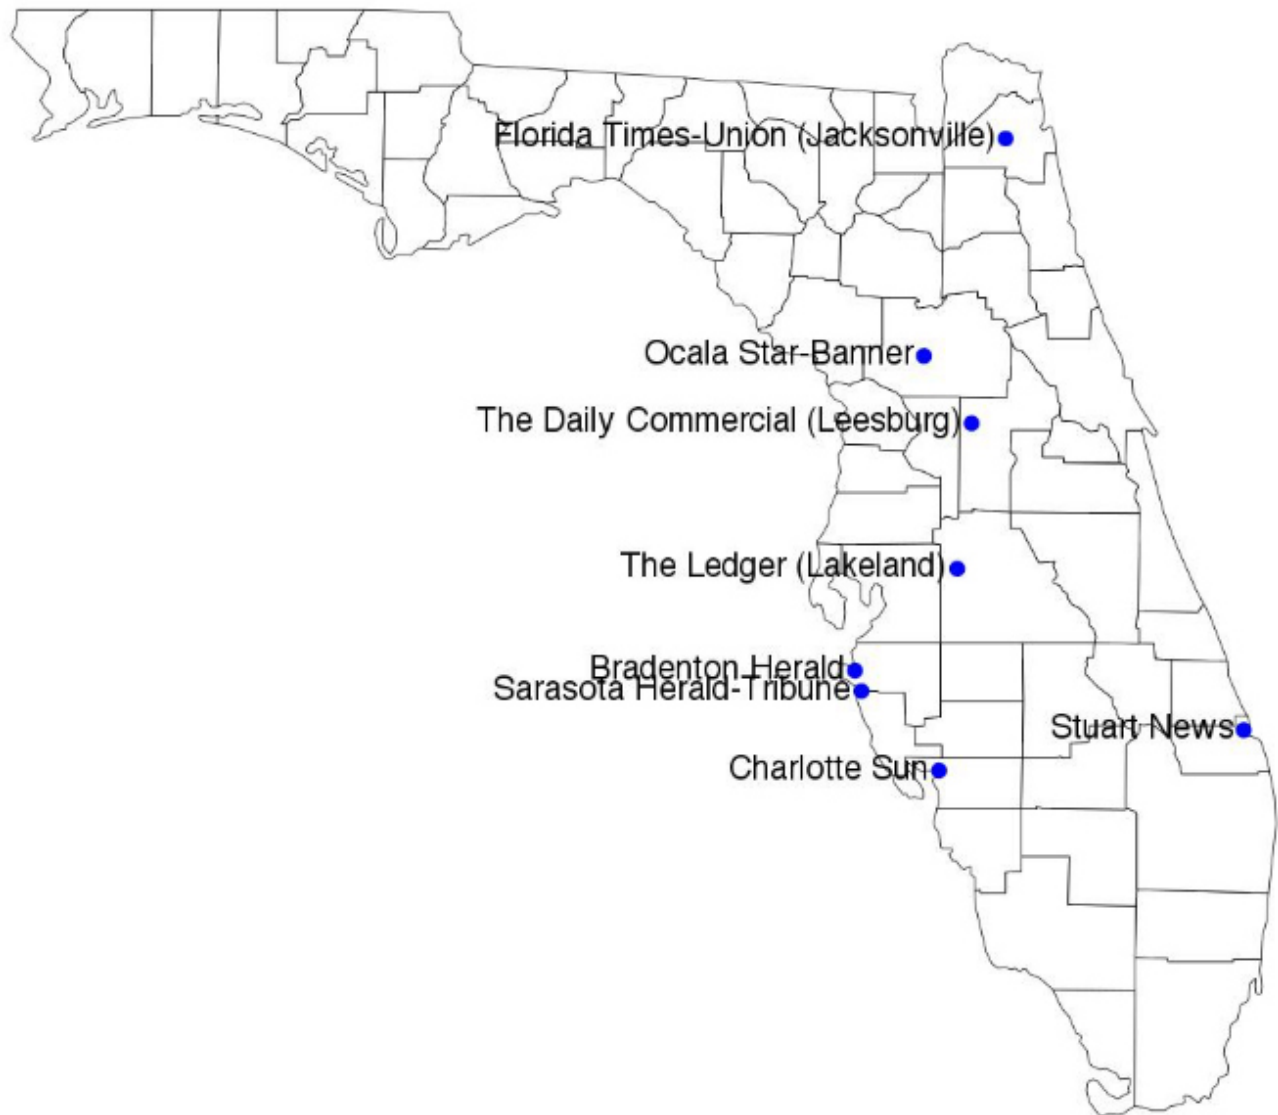 Florida Times-Union (Jacksonville)
Ocala Star-Banner
The Daily Commercial (Leesburg)
The Ledger (Lakeland)
Bradenton Herald
Sarasota Herald-Tribune
Stuart News
Charlotte Sun